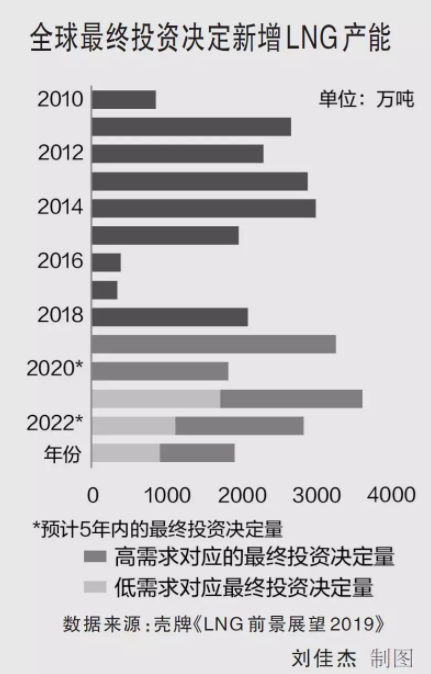 全球最终投资决定新增LNG产能
2010 单位：万吨
2012
2014
2016
2018
2020*
2022*
年份
0 1000 2000 3000 4000
*预计5年内的最终投资决定量
高需求对应的最终投资决定量
低需求对应最终投资决定量
数据来源：壳牌《LNG前景展望2019》
刘佳杰 制图